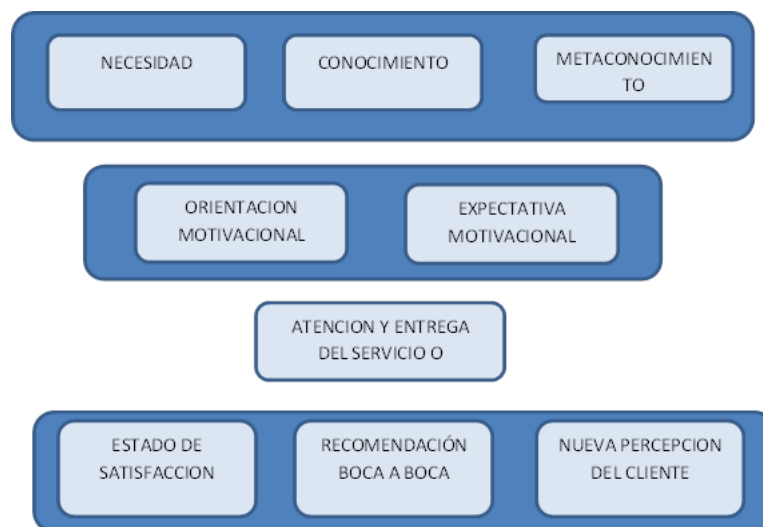 NECESIDAD
CONOCIMIENTO
METACONOCIMIEN
TO
ORIENTACION
MOTIVACIONAL
EXPECTATIVA
MOTIVACIONAL
ATENCION Y ENTREGA
DEL SERVICIO O
ESTADO DE
SATISFACCION
RECOMENDACIÓN
BOCA A BOCA
NUEVA PERCEPCION
DEL CLIENTE